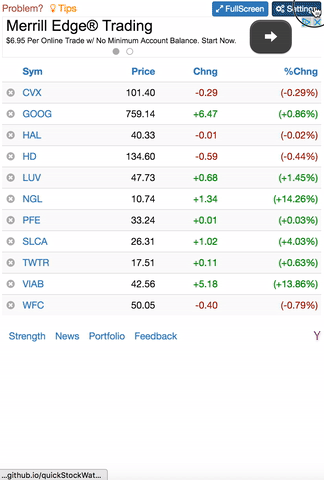 Problem? Tips FullScreen Settings
Merrill Edge® Trading
$6.95 Per Online Trade w/ No Minimum Account Balance. Start Now.
Sym Price Chng %Chng
CVX 101.40 -0.29 (-0.29%)
GOOG 759.14 +6.47 (+0.86%)
HAL 40.33 -0.01 (-0.02%)
HD 134.60 -0.59 (-0.44%)
LUV 47.73 +0.68 (+1.45%)
NGL 10.74 +1.34 (+14.26%)
PFE 33.24 +0.01 (+0.03%)
SLCA 26.31 +1.02 (+4.03%)
TWTR 17.51 +0.11 (+0.63%)
VIAB 42.56 +5.18 (+13.86%)
WFC 50.05 -0.40 (-0.79%)
Strength News Portfolio Feedback Y
...github.io/quickStockWat...